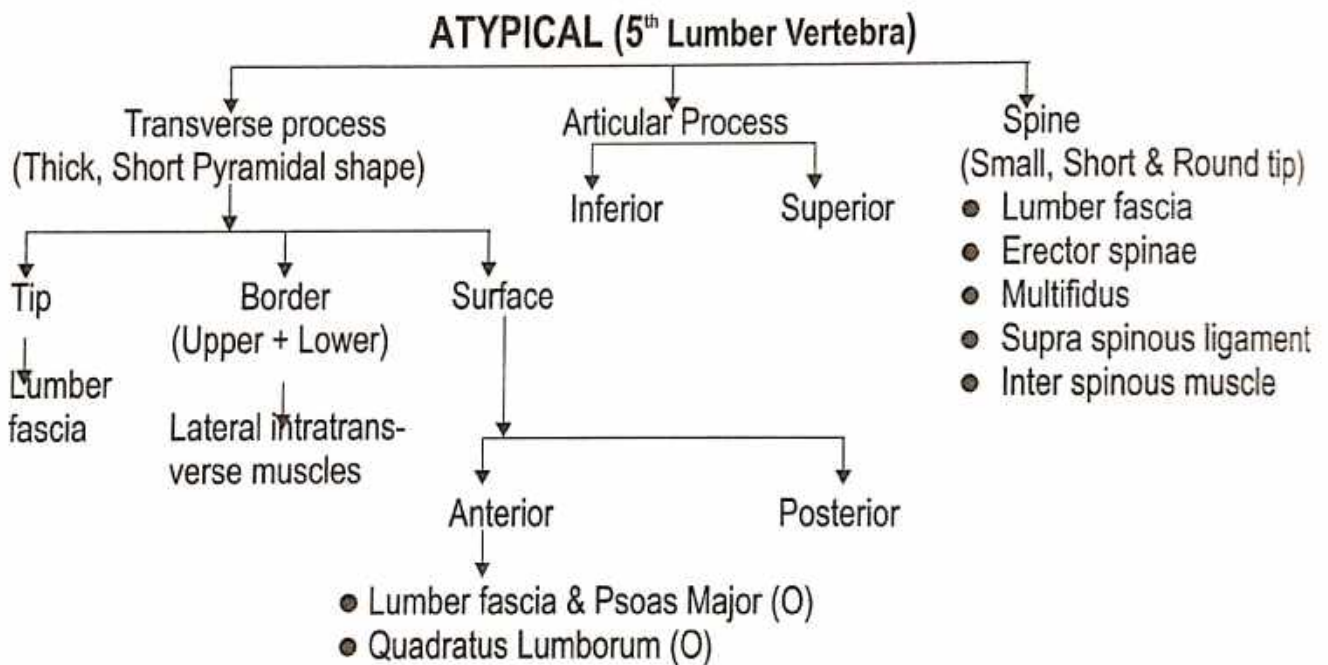 ATYPICAL (5th Lumber Vertebra)
Transverse process
(Thick, Short Pyramidal shape)
Articular Process
Inferior
Superior
Spine
(Small, Short & Round tip)
● Lumber fascia
● Erector spinae
● Multifidus
● Supra spinous ligament
● Inter spinous muscle
Tip
Lumber
fascia
Border
(Upper + Lower)
Lateral intratrans-
verse muscles
Surface
Anterior
● Lumber fascia & Psoas Major (O)
● Quadratus Lumborum (O)
Posterior